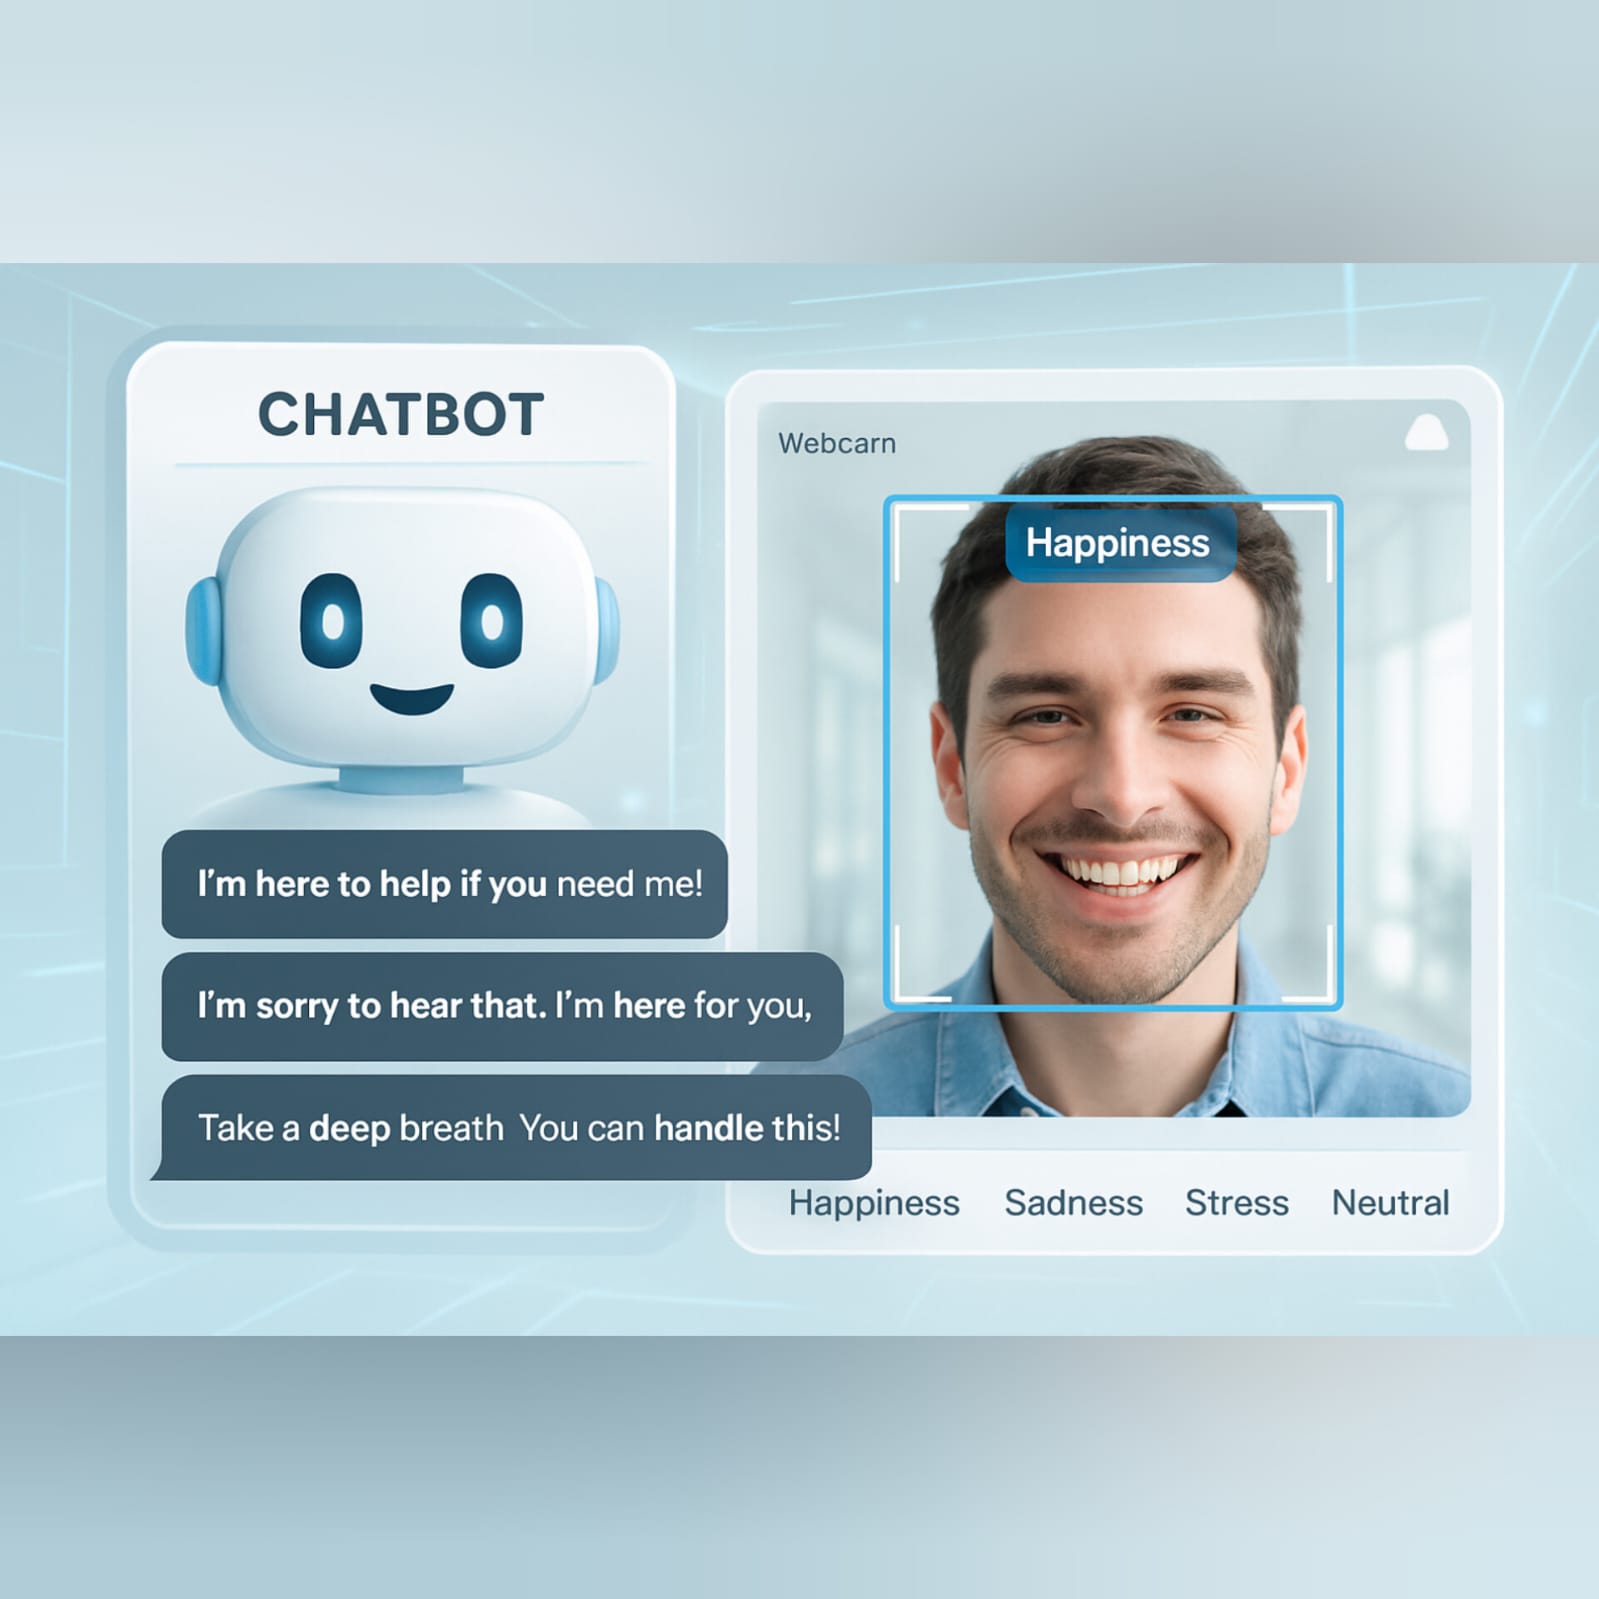 CHATBOT
I'm here to help if you need me!
I'm sorry to hear that. I'm here for you,
Take a deep breath You can handle this!
Webcarn
Happiness
Happiness Sadness Stress Neutral